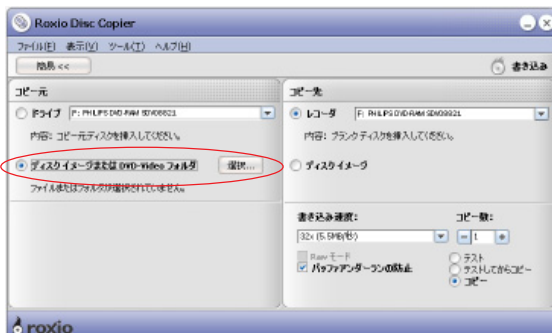 Roxio Disc Copier
ファイル(F) 表示(V) ツール(T) ヘルプ(H)
簡易 <<
書き込み
コピー元
ドライブ F: PHILIPS DVD-RAM SDVD8821
内容: コピー元ディスクを挿入してください。
ディスクイメージまたは DVD-Video フォルダ 選択...
ファイルまたはフォルダが選択されていません。
コピー先
レコーダ F: PHILIPS DVD-RAM SDVD8821
内容: ブランクディスクを挿入してください。
ディスクイメージ
書き込み速度: コピー数:
32x (5.5MB/秒) 1
Raw モード
バッファアンダーランの防止
テスト
テストしてからコピー
コピー
roxio